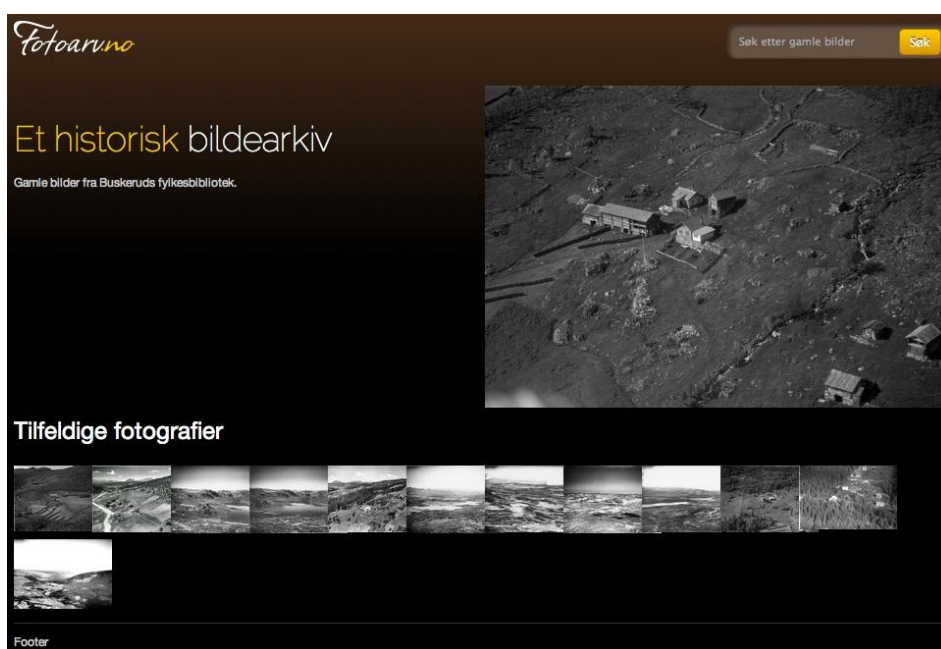 Fotoarv.no
Søk etter gamle bilder
Søk
Et historisk bildearkiv
Gamle bilder fra Buskeruds fylkesbibliotek.
Tilfeldige fotografier
Footer